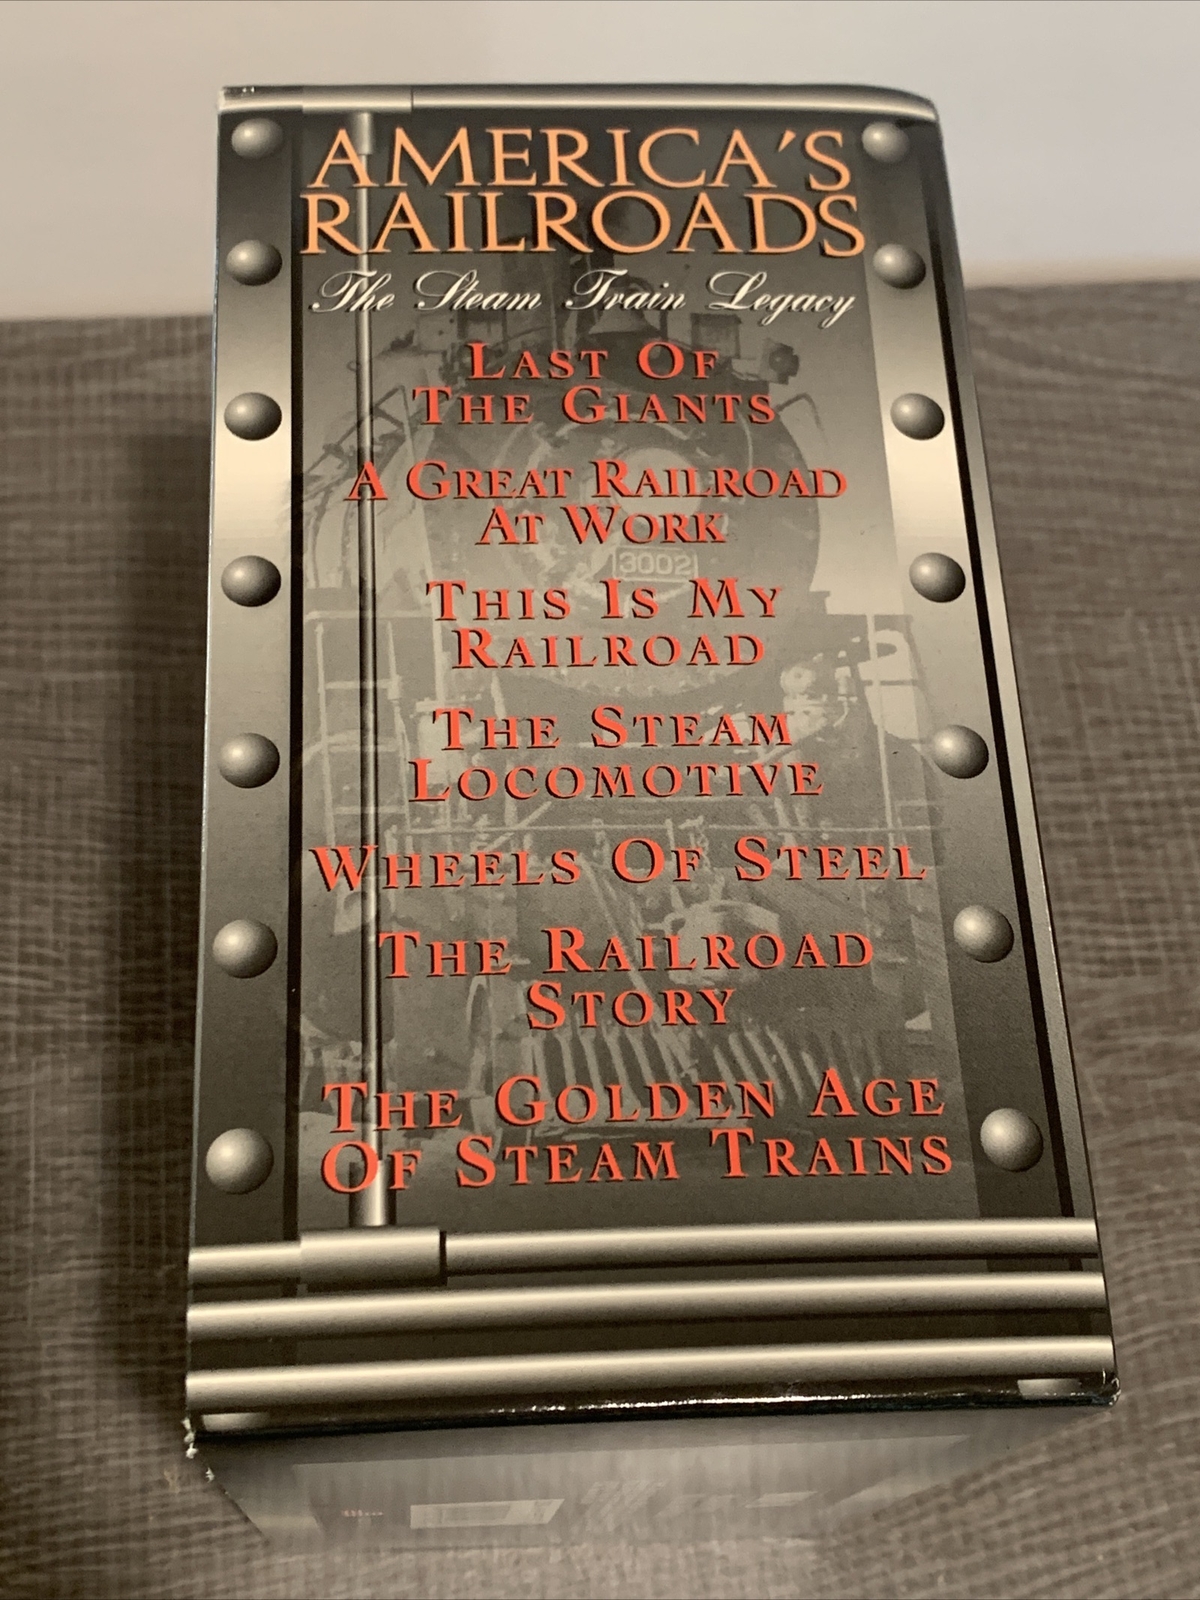 AMERICA'S
RAILROADS
The Steam Train Legacy
LAST OF
THE GIANTS
A GREAT RAILROAD
AT WORK
3002
THIS IS MY
RAILROAD
THE STEAM
LOCOMOTIVE
WHEELS OF STEEL
THE RAILROAD
STORY
THE GOLDEN AGE
OF STEAM TRAINS